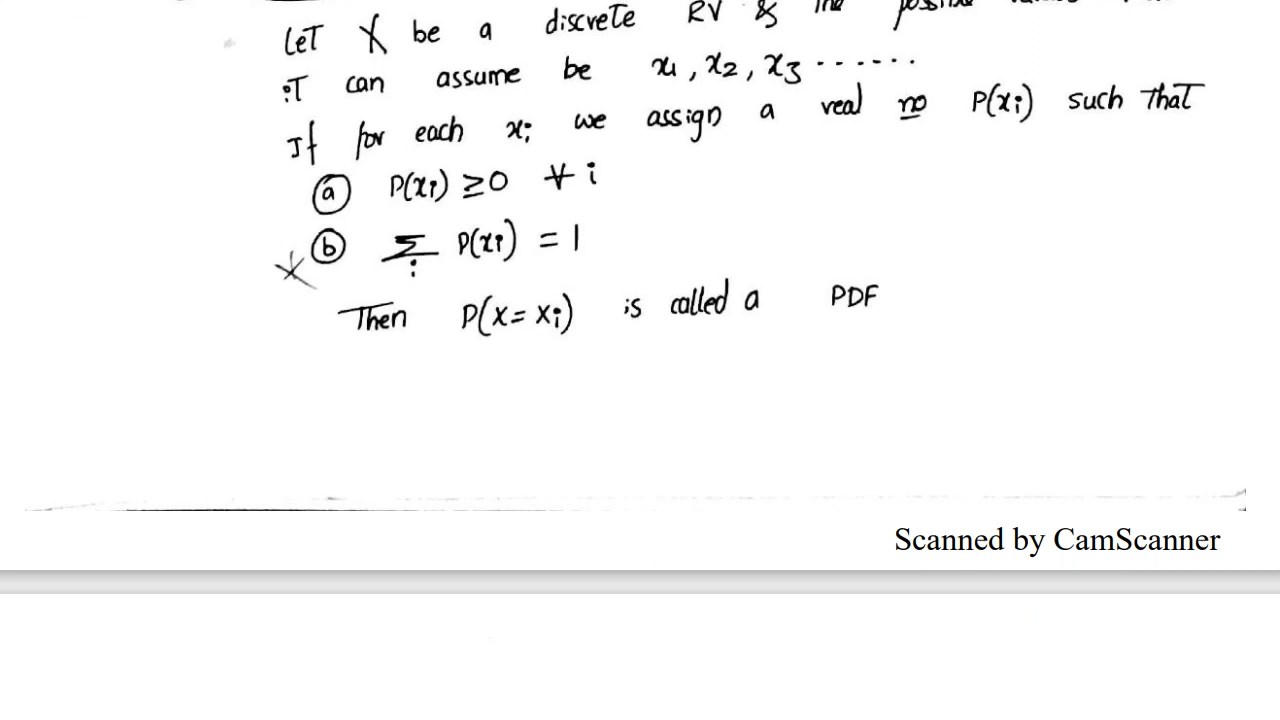 Let X be a discrete RV & the
it can assume be x1, x2, x3 .......
If for each xi we assign a real no P(xi) such that
(a) P(xi) ≥ 0 ∀ i
(b) Σi P(xi) = 1
Then P(X = xi) is called a PDF
Scanned by CamScanner